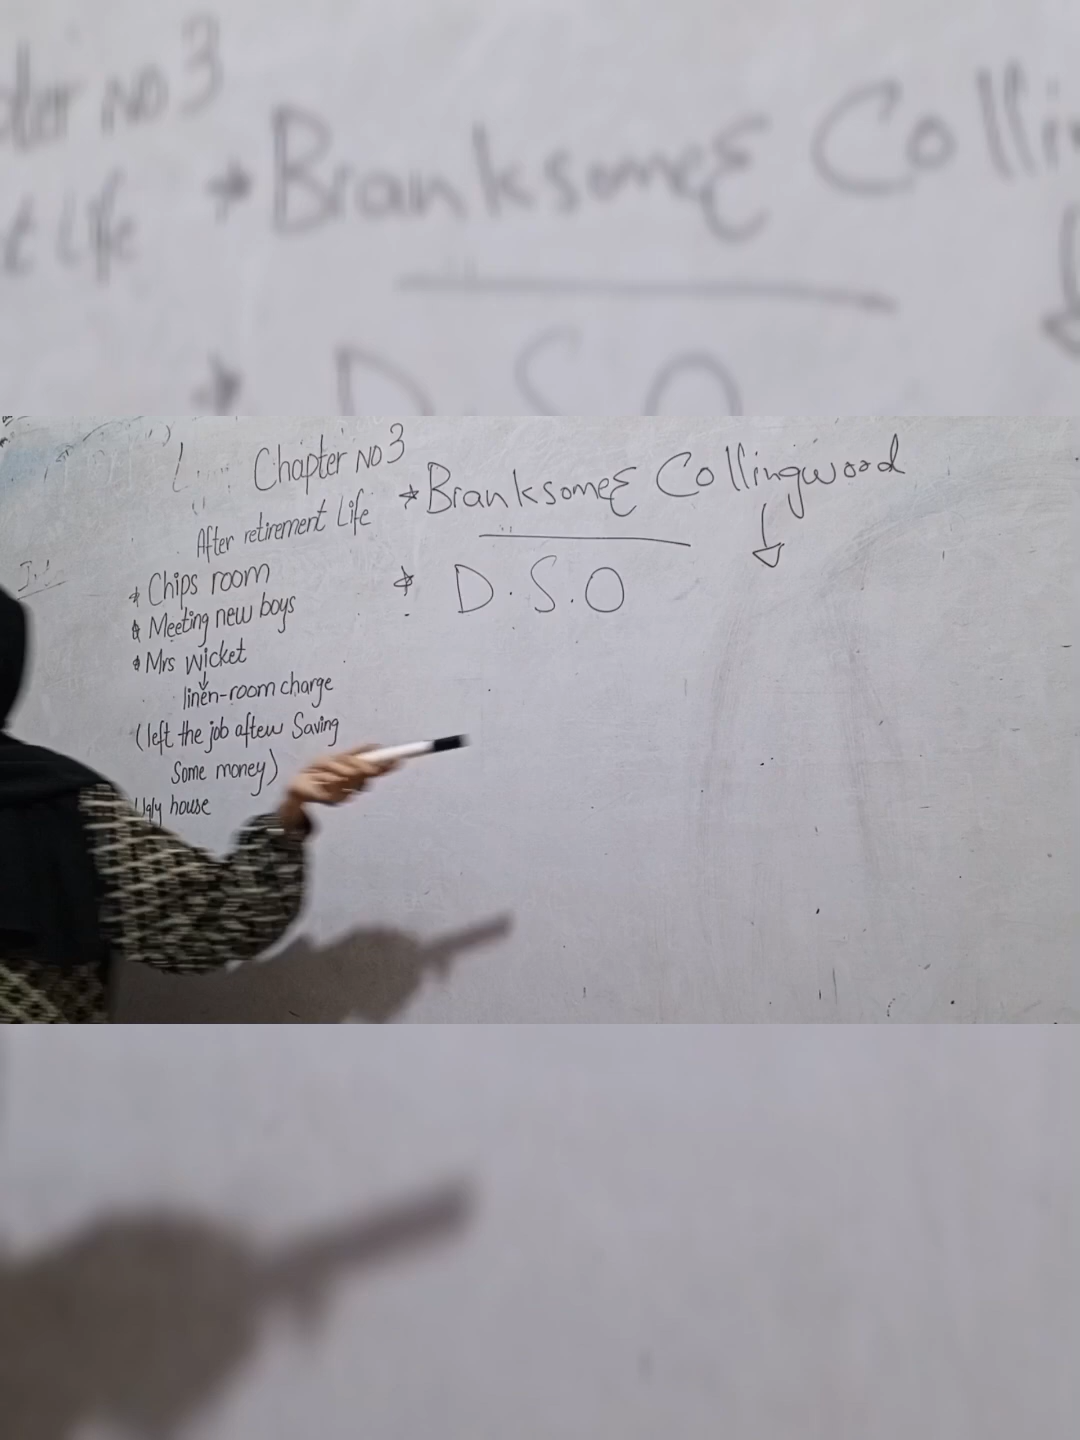 Chapter No 3
After retirement Life
* Chips room
* Meeting new boys
* Mrs Wicket
↓
linen-room charge
(left the job aftew Saving
Some money)
Ugly house
* Branksome & Collingwood
↓
* D.S.O